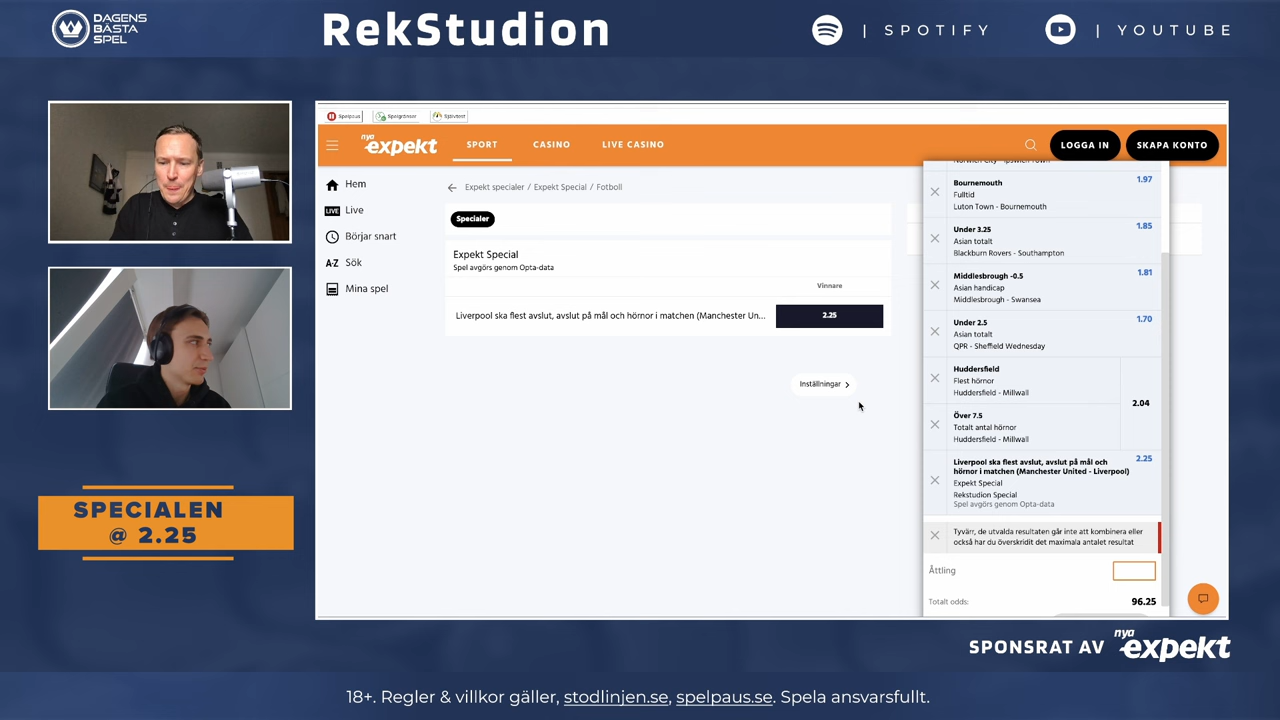 DAGENS
BÄSTA
SPEL
RekStudion
| SPOTIFY
| YOUTUBE
Spelpaus
Spelgränser
Självtest
nya
expekt
SPORT
CASINO
LIVE CASINO
LOGGA IN
SKAPA KONTO
Hem
LIVE Live
Börjar snart
A-Z Sök
Mina spel
Expekt specialer / Expekt Special / Fotboll
Specialer
Expekt Special
Spel avgörs genom Opta-data
Vinnare
Liverpool ska flest avslut, avslut på mål och hörnor i matchen (Manchester Un...
2.25
Inställningar
Norwich City - Ipswich Town
Bournemouth 1.97
Fulltid
Luton Town - Bournemouth
Under 3.25 1.85
Asian totalt
Blackburn Rovers - Southampton
Middlesbrough -0.5 1.81
Asian handicap
Middlesbrough - Swansea
Under 2.5 1.70
Asian totalt
QPR - Sheffield Wednesday
Huddersfield
Flest hörnor
Huddersfield - Millwall
2.04
Över 7.5
Totalt antal hörnor
Huddersfield - Millwall
Liverpool ska flest avslut, avslut på mål och 2.25
hörnor i matchen (Manchester United - Liverpool)
Expekt Special
Rekstudion Special
Spel avgörs genom Opta-data
Tyvärr, de utvalda resultaten går inte att kombinera eller
också har du överskridit det maximala antalet resultat
Åttling
Totalt odds: 96.25
SPECIALEN
@ 2.25
SPONSRAT AV nya expekt
18+. Regler & villkor gäller, stodlinjen.se, spelpaus.se. Spela ansvarsfullt.